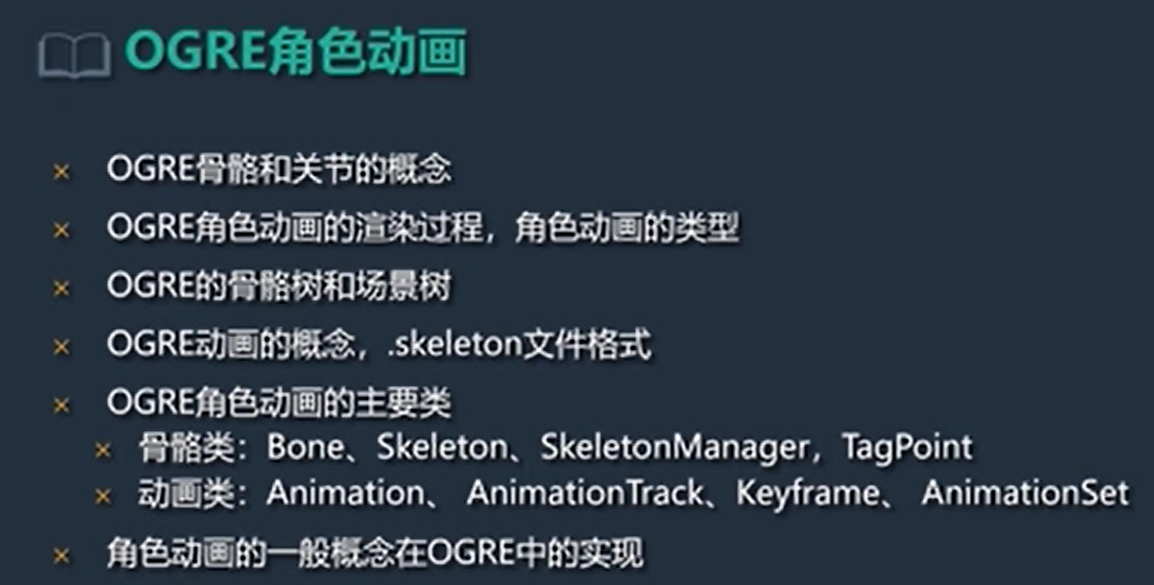 OGRE角色动画
OGRE骨骼和关节的概念
OGRE角色动画的渲染过程，角色动画的类型
OGRE的骨骼树和场景树
OGRE动画的概念，.skeleton文件格式
OGRE角色动画的主要类
骨骼类：Bone、Skeleton、SkeletonManager，TagPoint
动画类：Animation、 AnimationTrack、Keyframe、 AnimationSet
角色动画的一般概念在OGRE中的实现